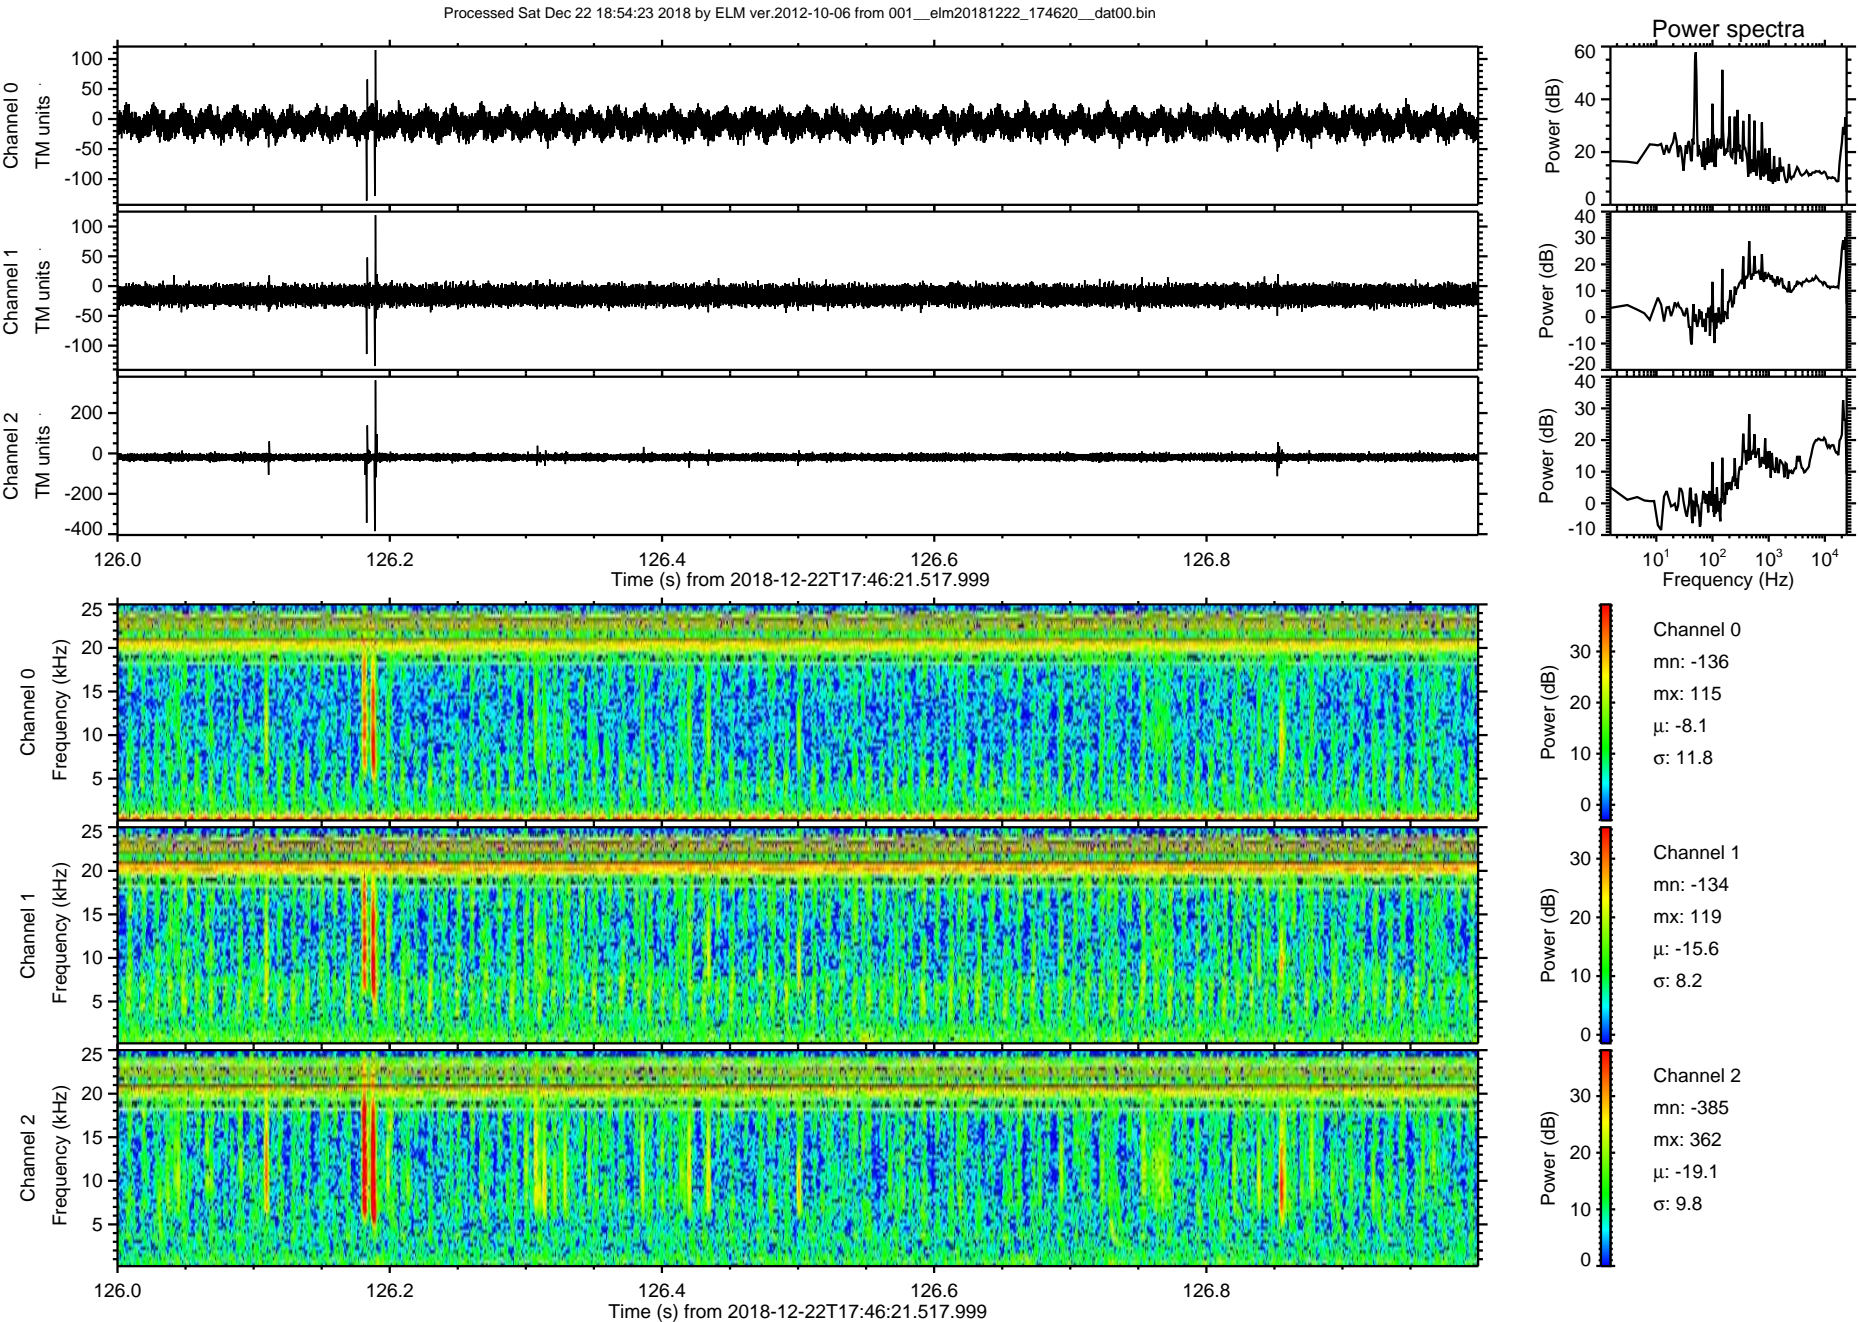 Processed Sat Dec 22 18:54:23 2018 by ELM ver.2012-10-06 from 001__elm20181222_174620__dat00.bin
Power spectra
Channel 0
TM units
100
50
0
-50
-100
Power (dB)
60
40
20
0
Channel 1
TM units
100
50
0
-50
-100
Power (dB)
40
30
20
10
0
-10
-20
Channel 2
TM units
200
0
-200
-400
Power (dB)
40
30
20
10
0
-10
126.0 126.2 126.4 126.6 126.8
Time (s) from 2018-12-22T17:46:21.517.999
10^1 10^2 10^3 10^4
Frequency (Hz)
Channel 0
Frequency (kHz)
25
20
15
10
5
Power (dB)
30
20
10
0
Channel 0
mn: -136
mx: 115
µ: -8.1
σ: 11.8
Channel 1
Frequency (kHz)
25
20
15
10
5
Power (dB)
30
20
10
0
Channel 1
mn: -134
mx: 119
µ: -15.6
σ: 8.2
Channel 2
Frequency (kHz)
25
20
15
10
5
Power (dB)
30
20
10
0
Channel 2
mn: -385
mx: 362
µ: -19.1
σ: 9.8
126.0 126.2 126.4 126.6 126.8
Time (s) from 2018-12-22T17:46:21.517.999